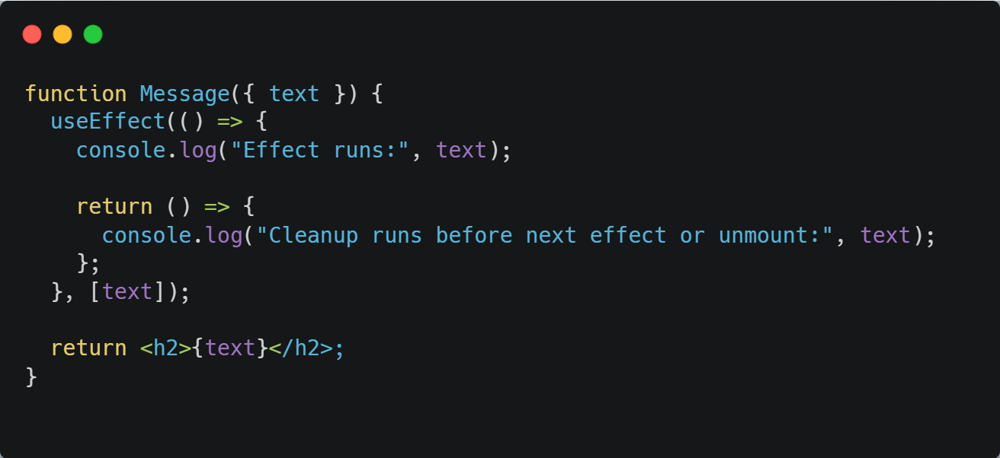 function Message({ text }) {
  useEffect(() => {
    console.log("Effect runs:", text);

    return () => {
      console.log("Cleanup runs before next effect or unmount:", text);
    };
  }, [text]);

  return <h2>{text}</h2>;
}